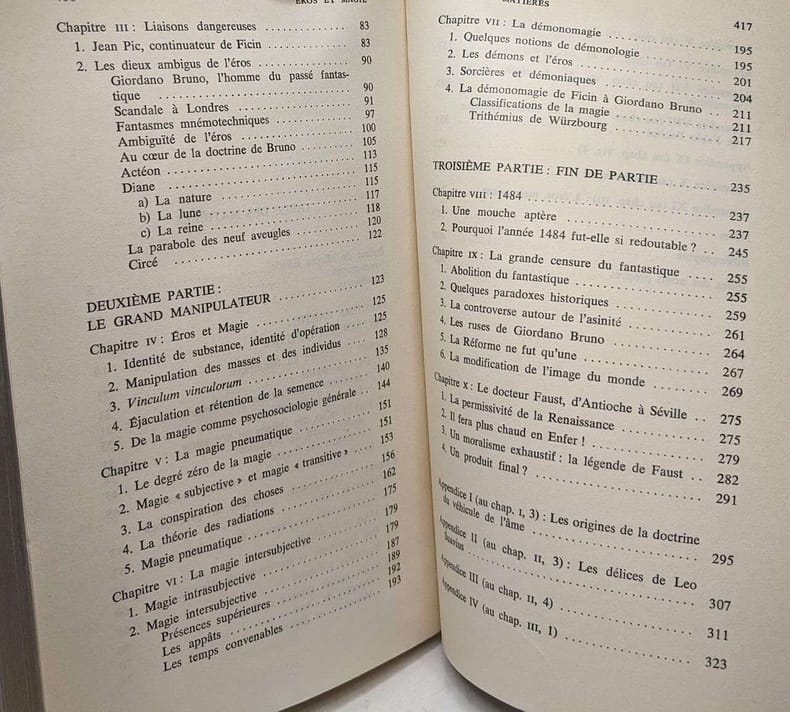 ÉROS ET MAGIE
Chapitre III : Liaisons dangereuses . . . . . . . . . . . . . . . . 83
1. Jean Pic, continuateur de Ficin . . . . . . . . . . . . . . . . 83
2. Les dieux ambigus de l'éros . . . . . . . . . . . . . . . . 90
Giordano Bruno, l'homme du passé fantas-
tique . . . . . . . . . . . . . . . . 90
Scandale à Londres . . . . . . . . . . . . . . . . 91
Fantasmes mnémotechniques . . . . . . . . . . . . . . . . 97
Ambiguïté de l'éros . . . . . . . . . . . . . . . . 100
Au cœur de la doctrine de Bruno . . . . . . . . . . . . . . . . 105
Actéon . . . . . . . . . . . . . . . . 113
Diane . . . . . . . . . . . . . . . . 115
a) La nature . . . . . . . . . . . . . . . . 115
b) La lune . . . . . . . . . . . . . . . . 117
c) La reine . . . . . . . . . . . . . . . . 118
La parabole des neuf aveugles . . . . . . . . . . . . . . . . 120
Circé . . . . . . . . . . . . . . . . 122
DEUXIÈME PARTIE :
LE GRAND MANIPULATEUR . . . . . . . . . . . . . . . . 123
Chapitre IV : Éros et Magie . . . . . . . . . . . . . . . . 125
1. Identité de substance, identité d'opération . . . . 125
2. Manipulation des masses et des individus . . . . 128
3. Vinculum vinculorum . . . . . . . . . . . . . . . . 135
4. Éjaculation et rétention de la semence . . . . . . . . 140
5. De la magie comme psychosociologie générale . . 144
Chapitre V : La magie pneumatique . . . . . . . . . . . . . . . . 151
1. Le degré zéro de la magie . . . . . . . . . . . . . . . . 151
2. Magie « subjective » et magie « transitive » . . . . 153
3. La conspiration des choses . . . . . . . . . . . . . . . . 156
4. La théorie des radiations . . . . . . . . . . . . . . . . 162
5. Magie pneumatique . . . . . . . . . . . . . . . . 175
Chapitre VI : La magie intersubjective . . . . . . . . . . . . . . . . 179
1. Magie intrasubjective . . . . . . . . . . . . . . . . 179
2. Magie intersubjective . . . . . . . . . . . . . . . . 187
Présences supérieures . . . . . . . . . . . . . . . . 189
Les appâts . . . . . . . . . . . . . . . . 192
Les temps convenables . . . . . . . . . . . . . . . . 193
MATIÈRES 417
Chapitre VII : La démonomagie . . . . . . . . . . . . . . . . 195
1. Quelques notions de démonologie . . . . . . . . . . . . 195
2. Les démons et l'éros . . . . . . . . . . . . . . . . 201
3. Sorcières et démoniaques . . . . . . . . . . . . . . . . 204
4. La démonomagie de Ficin à Giordano Bruno . . 211
Classifications de la magie . . . . . . . . . . . . . . . . 211
Trithémius de Würzbourg . . . . . . . . . . . . . . . . 217
TROISIÈME PARTIE : FIN DE PARTIE . . . . . . . . 235
Chapitre VIII : 1484 . . . . . . . . . . . . . . . . 237
1. Une mouche aptère . . . . . . . . . . . . . . . . 237
2. Pourquoi l'année 1484 fut-elle si redoutable ? . . 245
Chapitre IX : La grande censure du fantastique . . . . 255
1. Abolition du fantastique . . . . . . . . . . . . . . . . 255
2. Quelques paradoxes historiques . . . . . . . . . . . . 259
3. La controverse autour de l'asinité . . . . . . . . . . . . 261
4. Les ruses de Giordano Bruno . . . . . . . . . . . . 264
5. La Réforme ne fut qu'une . . . . . . . . . . . . . . . . 267
6. La modification de l'image du monde . . . . . . . . 269
Chapitre X : Le docteur Faust, d'Antioche à Séville . . 275
1. La permissivité de la Renaissance . . . . . . . . . . . . 275
2. Il fera plus chaud en Enfer ! . . . . . . . . . . . . . . . . 279
3. Un moralisme exhaustif : la légende de Faust . . 282
4. Un produit final ? . . . . . . . . . . . . . . . . 291
Appendice I (au chap. I, 3) : Les origines de la doctrine
du véhicule de l'âme . . . . . . . . . . . . . . . . 295
Appendice II (au chap. II, 3) : Les délices de Leo
Suavius . . . . . . . . . . . . . . . . 307
Appendice III (au chap. II, 4) . . . . . . . . . . . . . . . . 311
Appendice IV (au chap. III, 1) . . . . . . . . . . . . . . . . 323